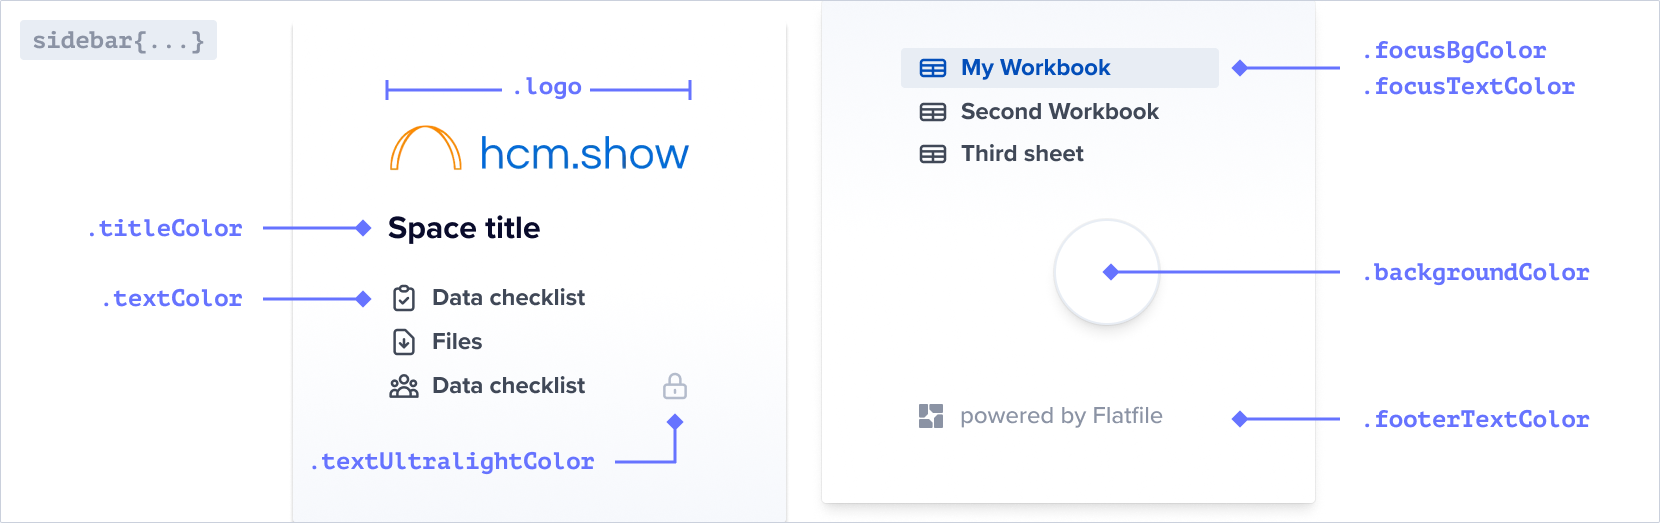 sidebar{...}
.logo
hcm.show
.titleColor
Space title
.textColor
Data checklist
Files
Data checklist
.textUltralightColor
My Workbook
.focusBgColor
.focusTextColor
Second Workbook
Third sheet
.backgroundColor
powered by Flatfile
.footerTextColor